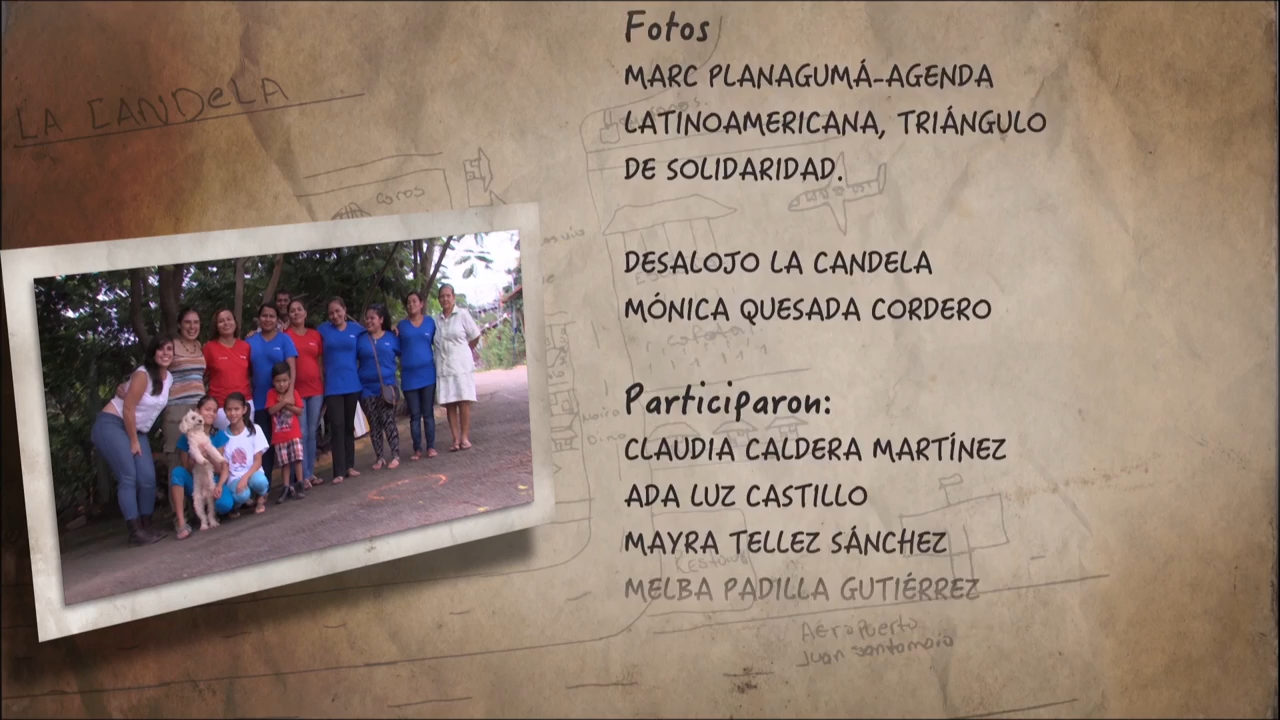 LA CANDELA
Fotos
MARC PLANAGUMÁ-AGENDA
LATINOAMERICANA, TRIÁNGULO
DE SOLIDARIDAD.
DESALOJO LA CANDELA
MÓNICA QUESADA CORDERO
Participaron:
CLAUDIA CALDERA MARTÍNEZ
ADA LUZ CASTILLO
MAYRA TELLEZ SÁNCHEZ
MELBA PADILLA GUTIÉRREZ
Aeropuerto
Juan santamaia